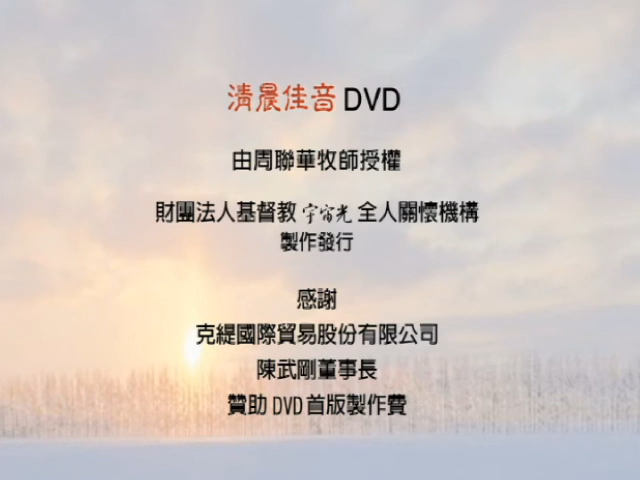 清晨佳音 DVD
由周聯華牧師授權
財團法人基督教 宇宙光 全人關懷機構
製作發行
感謝
克緹國際貿易股份有限公司
陳武剛董事長
贊助 DVD 首版製作費